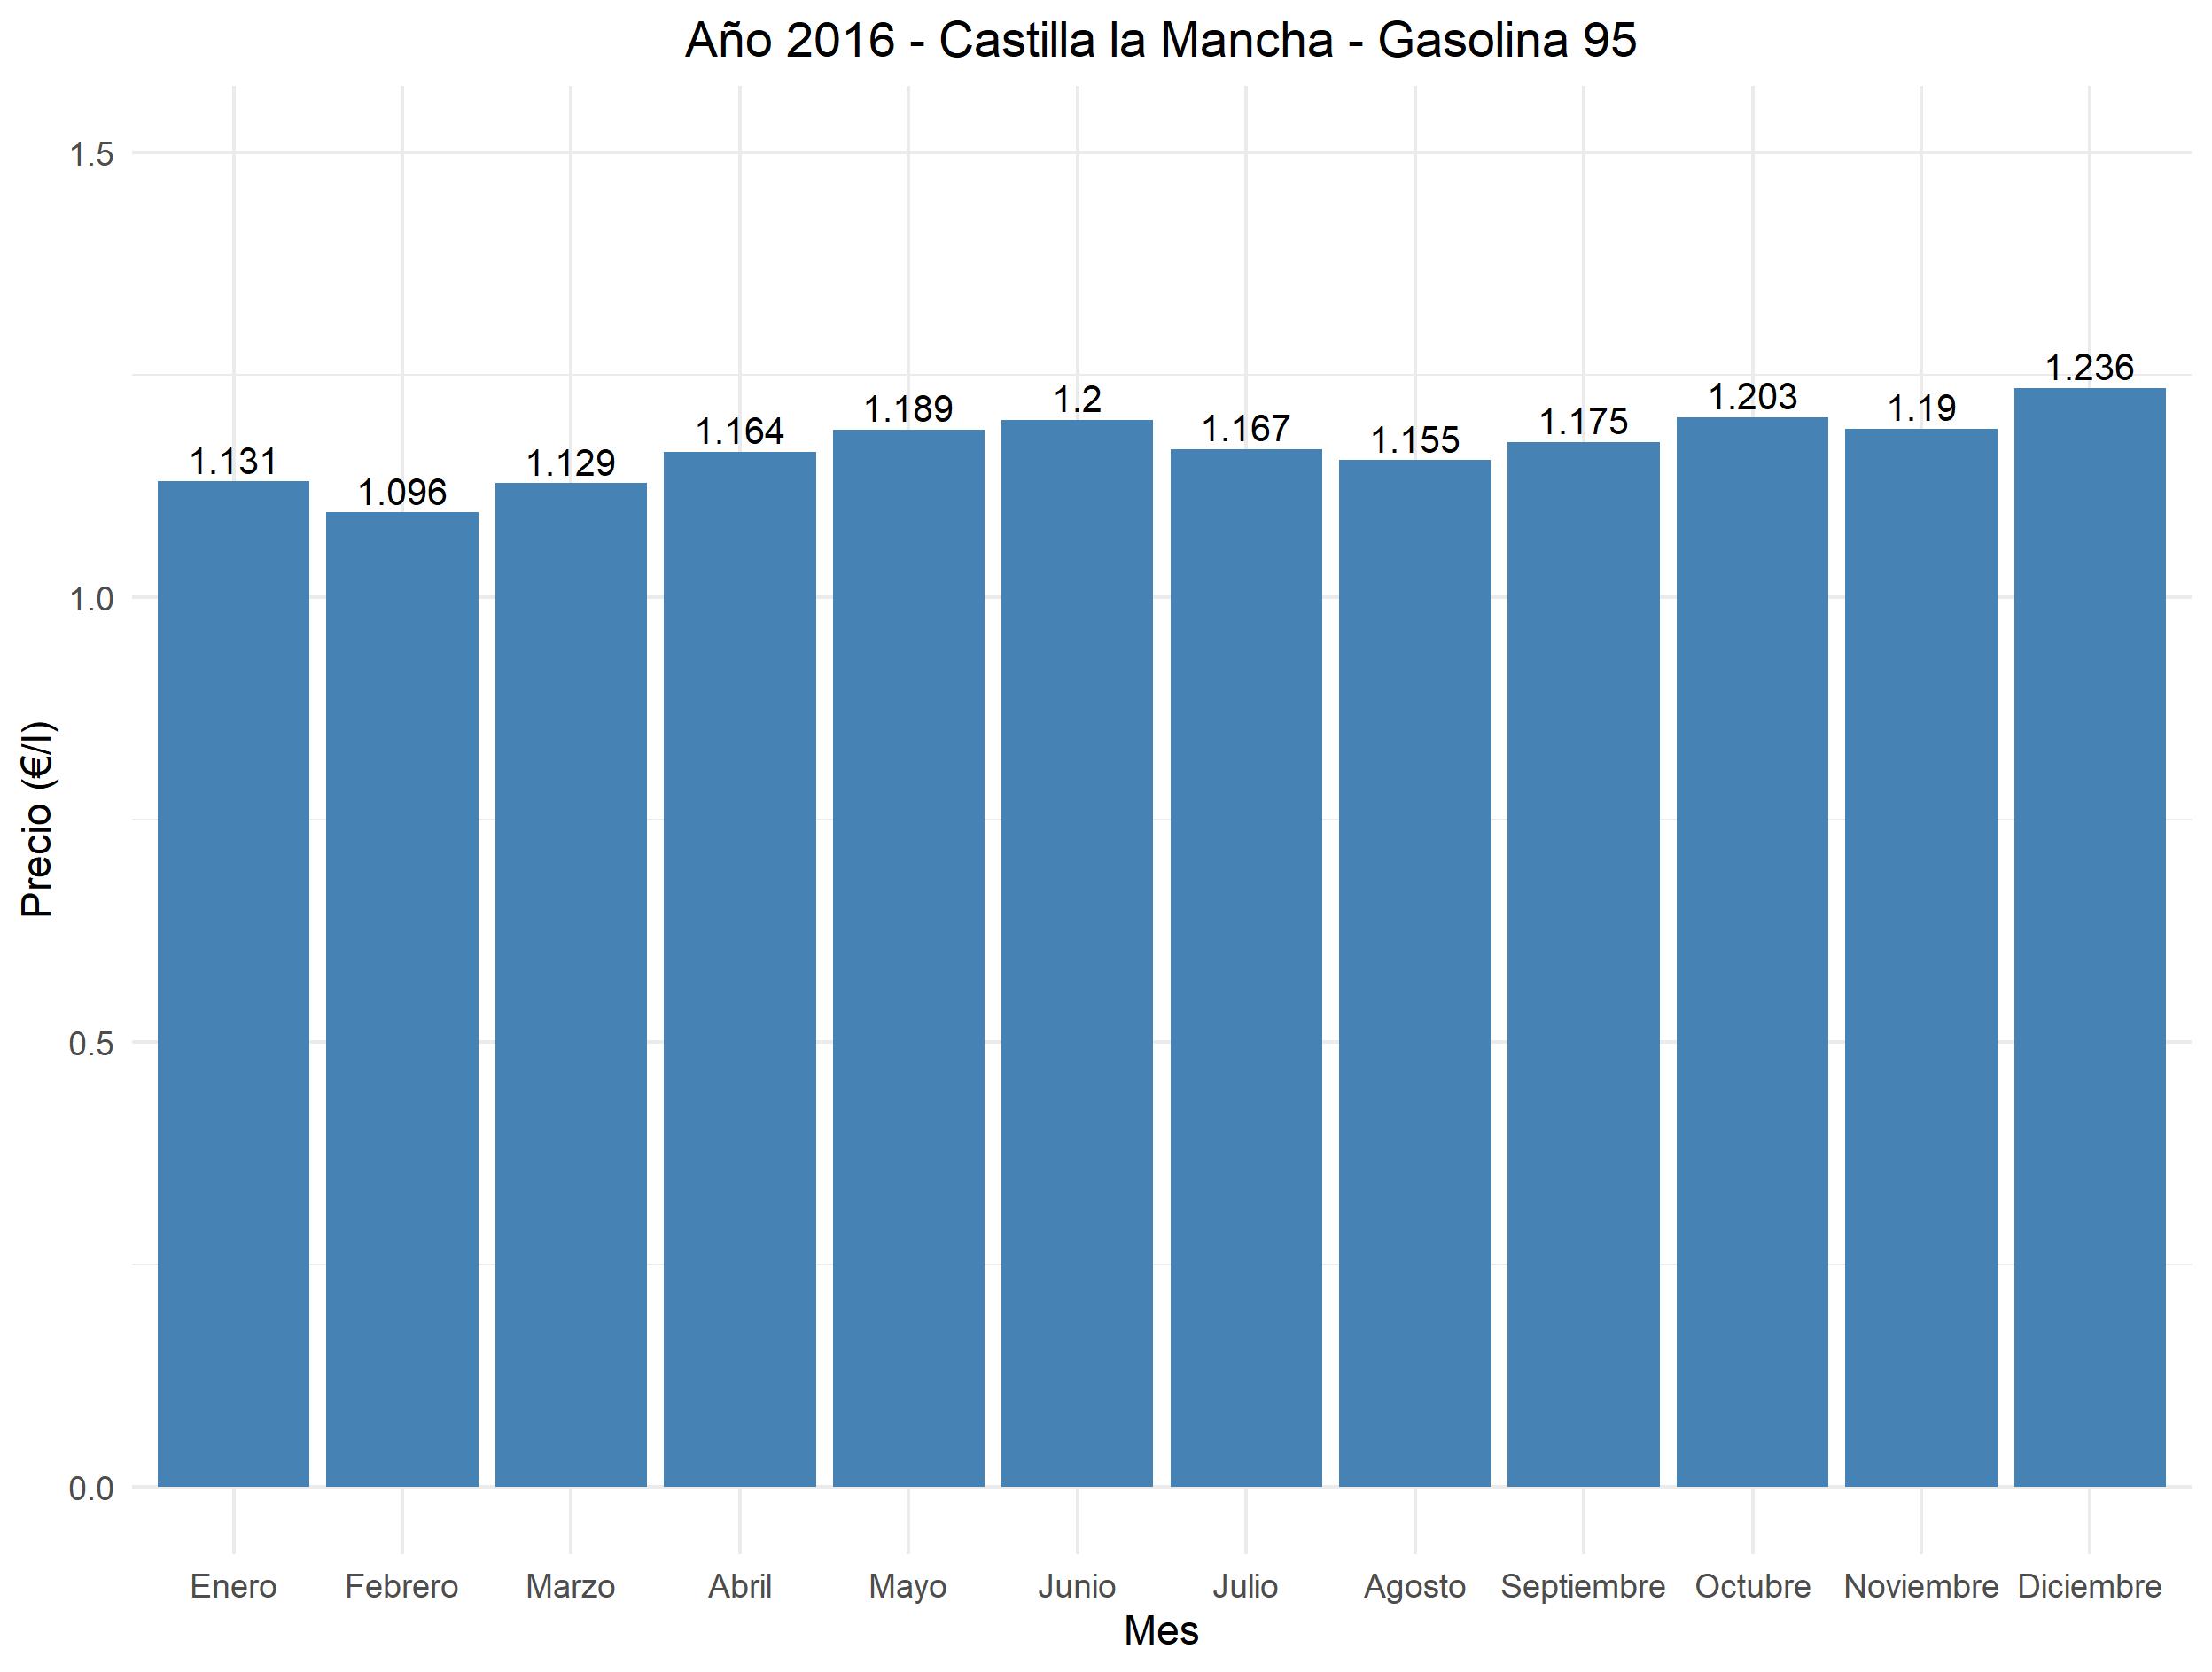 Año 2016 - Castilla la Mancha - Gasolina 95
Precio (€/l)
1.5
1.0
0.5
0.0
1.131
1.096
1.129
1.164
1.189
1.2
1.167
1.155
1.175
1.203
1.19
1.236
Enero
Febrero
Marzo
Abril
Mayo
Junio
Julio
Agosto
Septiembre
Octubre
Noviembre
Diciembre
Mes